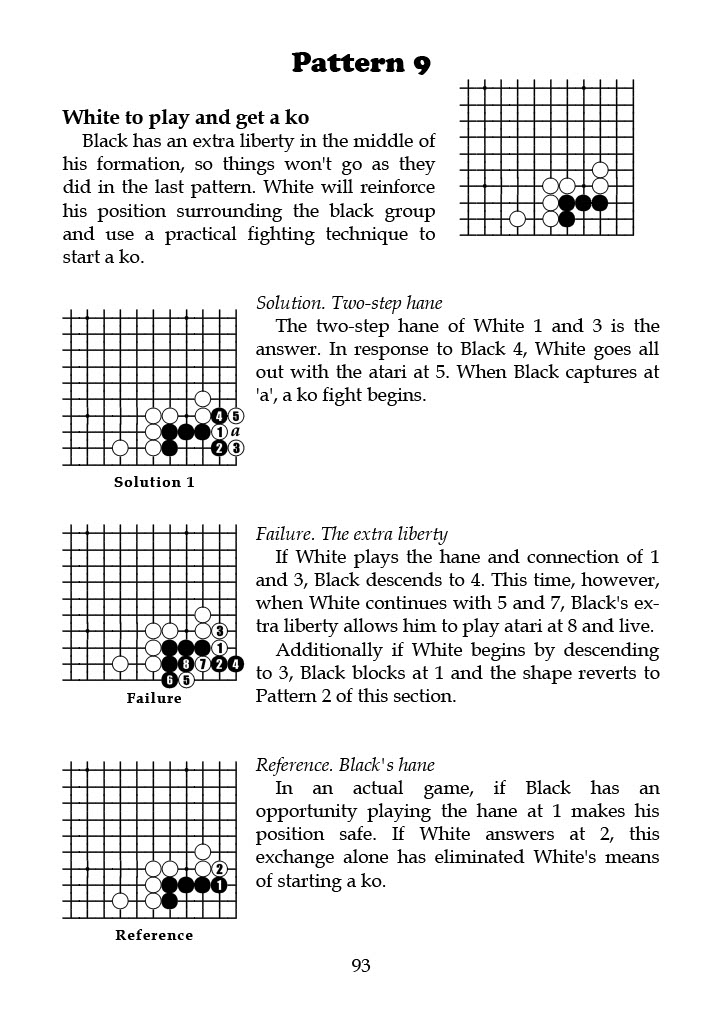 Pattern 9
White to play and get a ko
Black has an extra liberty in the middle of
his formation, so things won't go as they
did in the last pattern. White will reinforce
his position surrounding the black group
and use a practical fighting technique to
start a ko.
Solution. Two-step hane
The two-step hane of White 1 and 3 is the
answer. In response to Black 4, White goes all
out with the atari at 5. When Black captures at
'a', a ko fight begins.
4 5
1 a
2 3
Solution 1
Failure. The extra liberty
If White plays the hane and connection of 1
and 3, Black descends to 4. This time, however,
when White continues with 5 and 7, Black's ex-
tra liberty allows him to play atari at 8 and live.
Additionally if White begins by descending
to 3, Black blocks at 1 and the shape reverts to
Pattern 2 of this section.
3
1
8 7 2 4
6 5
Failure
Reference. Black's hane
In an actual game, if Black has an
opportunity playing the hane at 1 makes his
position safe. If White answers at 2, this
exchange alone has eliminated White's means
of starting a ko.
2
1
Reference
93